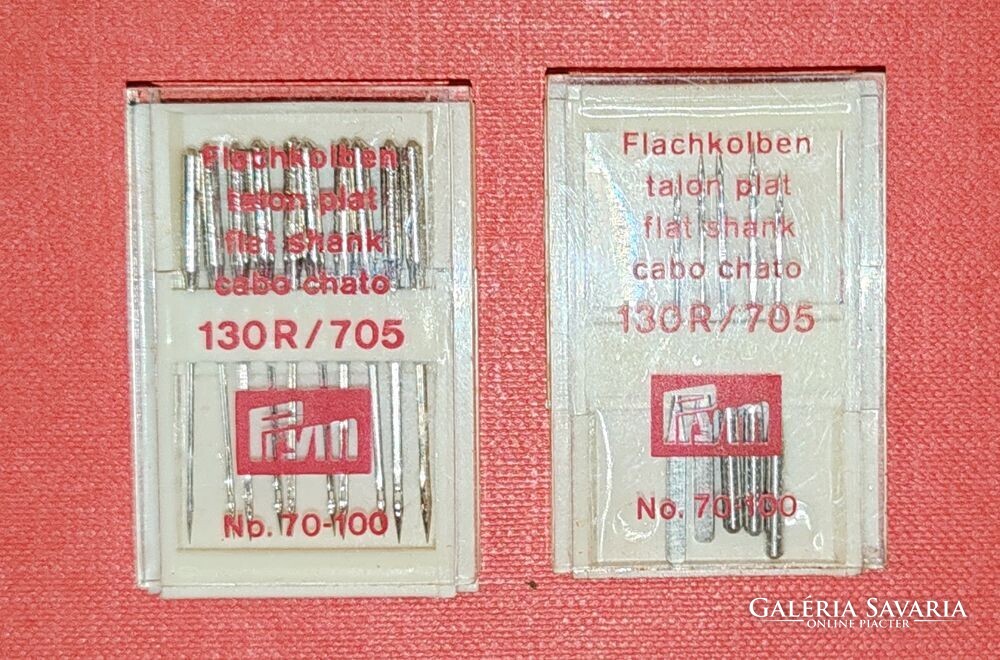 Flachkolben
talon plat
flat shank
cabo chato
130R/705
Prym
No. 70-100
Flachkolben
talon plat
flat shank
cabo chato
130R/705
Prym
No. 70-100
GALÉRIA SAVARIA
ONLINE PIACTÉR